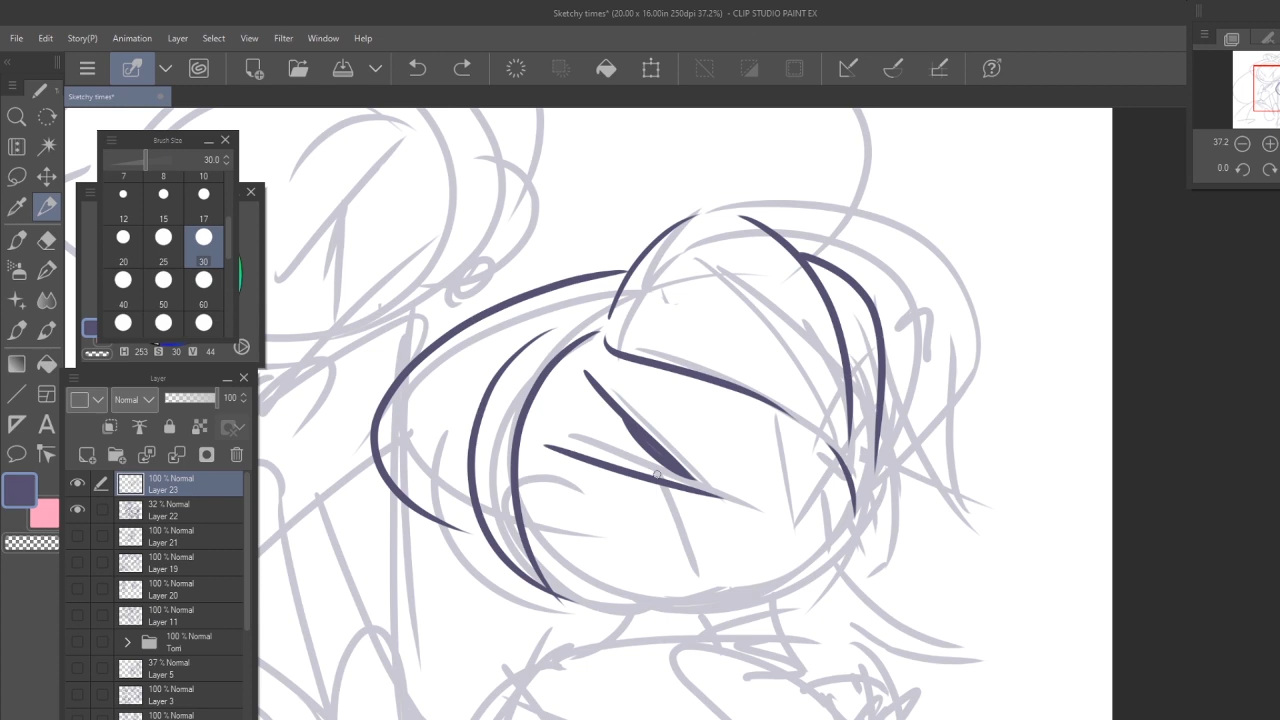 Sketchy times* (20.00 x 16.00in 250dpi 37.2%) - CLIP STUDIO PAINT EX
File Edit Story(P) Animation Layer Select View Filter Window Help
Sketchy times*
Brush Size
30.0
7 8 10
12 15 17
20 25 30
40 50 60
H 253 S 30 V 44
Layer
Normal 100
100 % Normal
Layer 23
32 % Normal
Layer 22
100 % Normal
Layer 21
100 % Normal
Layer 19
100 % Normal
Layer 20
100 % Normal
Layer 11
100 % Normal
Tom
37 % Normal
Layer 5
100 % Normal
Layer 3
100 % Normal
37.2
0.0